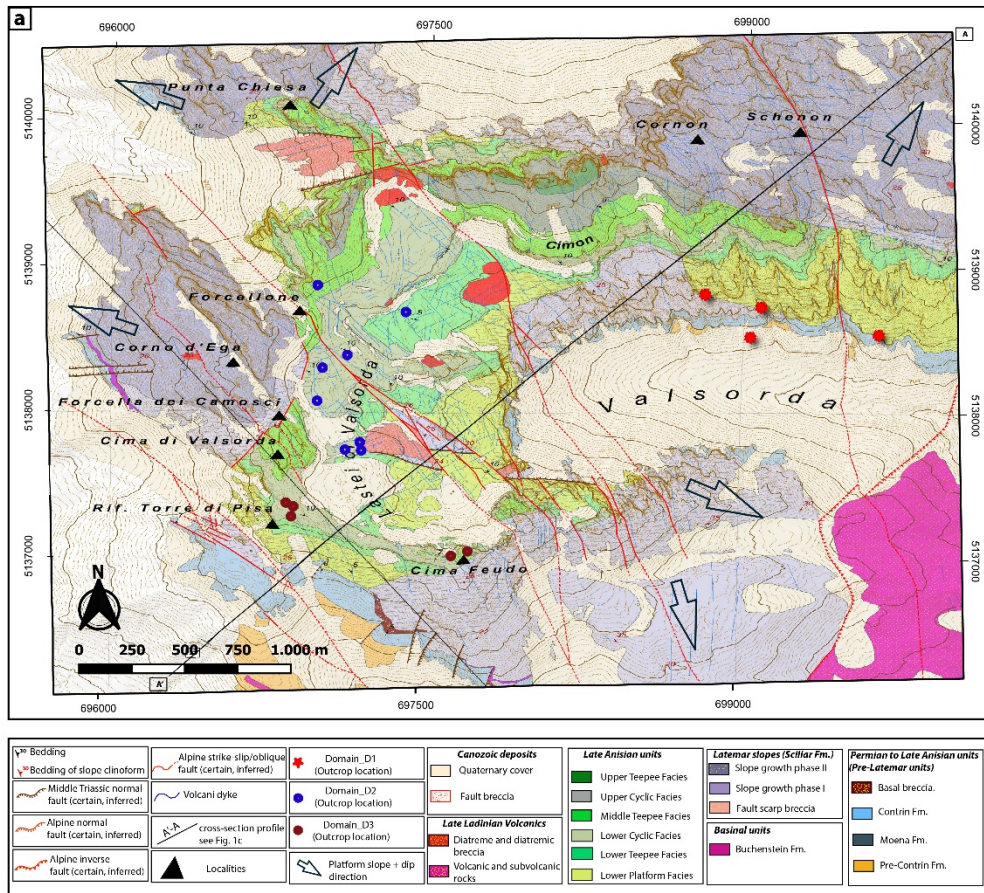 a
696000
697500
699000
A
Punta Chiesa
5140000
Cornon
Schenon
5140000
Cimon
5139000
5139000
Forcellone
Corno d'Ega
Valsorda
Forcella dei Camosci
Lastei di Valsorda
5138000
5138000
Cima di Valsorda
Rif. Torre di Pisa
5137000
5137000
Cima Feudo
N
0 250 500 750 1.000 m
A'
696000
697500
699000
30 Bedding
30 Bedding of slope clinoform
Middle Triassic normal
fault (certain, inferred)
Alpine normal
fault (certain, inferred)
Alpine inverse
fault (certain, inferred)
Alpine strike-slip/oblique
fault (certain, inferred)
Volcani dyke
A'-A
cross-section profile
see Fig. 1c
Localities
Domain_D1
(Outcrop location)
Domain_D2
(Outcrop location)
Domain_D3
(Outcrop location)
Platform slope + dip
direction
Canozoic deposits
Quaternary cover
Fault breccia
Late Ladinian Volcanics
Diatreme and diatremic
breccia
Volcanic and subvolcanic
rocks
Late Anisian units
Upper Teepee Facies
Upper Cyclic Facies
Middle Teepee Facies
Lower Cyclic Facies
Lower Teepee Facies
Lower Platform Facies
Latemar slopes (Sciliar Fm.)
Slope growth phase II
Slope growth phase I
Fault scarp breccia
Basinal units
Buchenstein Fm.
Permian to Late Anisian units
(Pre-Latemar units)
Basal breccia.
Contrin Fm.
Moena Fm.
Pre-Contrin Fm.